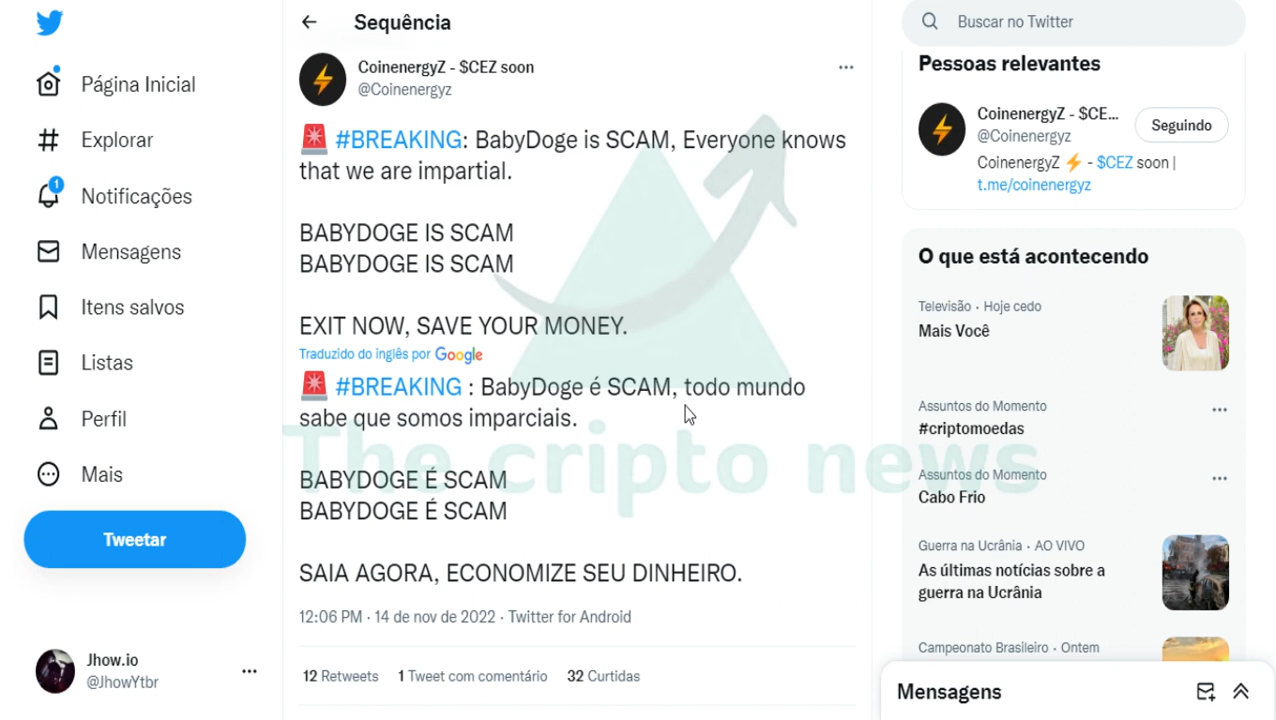 Sequência
Buscar no Twitter
Página Inicial
Explorar
1
Notificações
Mensagens
Itens salvos
Listas
Perfil
Mais
Tweetar
Jhow.io
@JhowYtbr
CoinenergyZ - $CEZ soon
@Coinenergyz
#BREAKING: BabyDoge is SCAM, Everyone knows
that we are impartial.
BABYDOGE IS SCAM
BABYDOGE IS SCAM
EXIT NOW, SAVE YOUR MONEY.
Traduzido do inglês por Google
#BREAKING : BabyDoge é SCAM, todo mundo
sabe que somos imparciais.
BABYDOGE É SCAM
BABYDOGE É SCAM
SAIA AGORA, ECONOMIZE SEU DINHEIRO.
12:06 PM · 14 de nov de 2022 · Twitter for Android
12 Retweets 1 Tweet com comentário 32 Curtidas
The cripto news
Pessoas relevantes
CoinenergyZ - $CE...
@Coinenergyz
Seguindo
CoinenergyZ ⚡ - $CEZ soon |
t.me/coinenergyz
O que está acontecendo
Televisão · Hoje cedo
Mais Você
Assuntos do Momento
#criptomoedas
Assuntos do Momento
Cabo Frio
Guerra na Ucrânia · AO VIVO
As últimas notícias sobre a
guerra na Ucrânia
Campeonato Brasileiro · Ontem
Mensagens